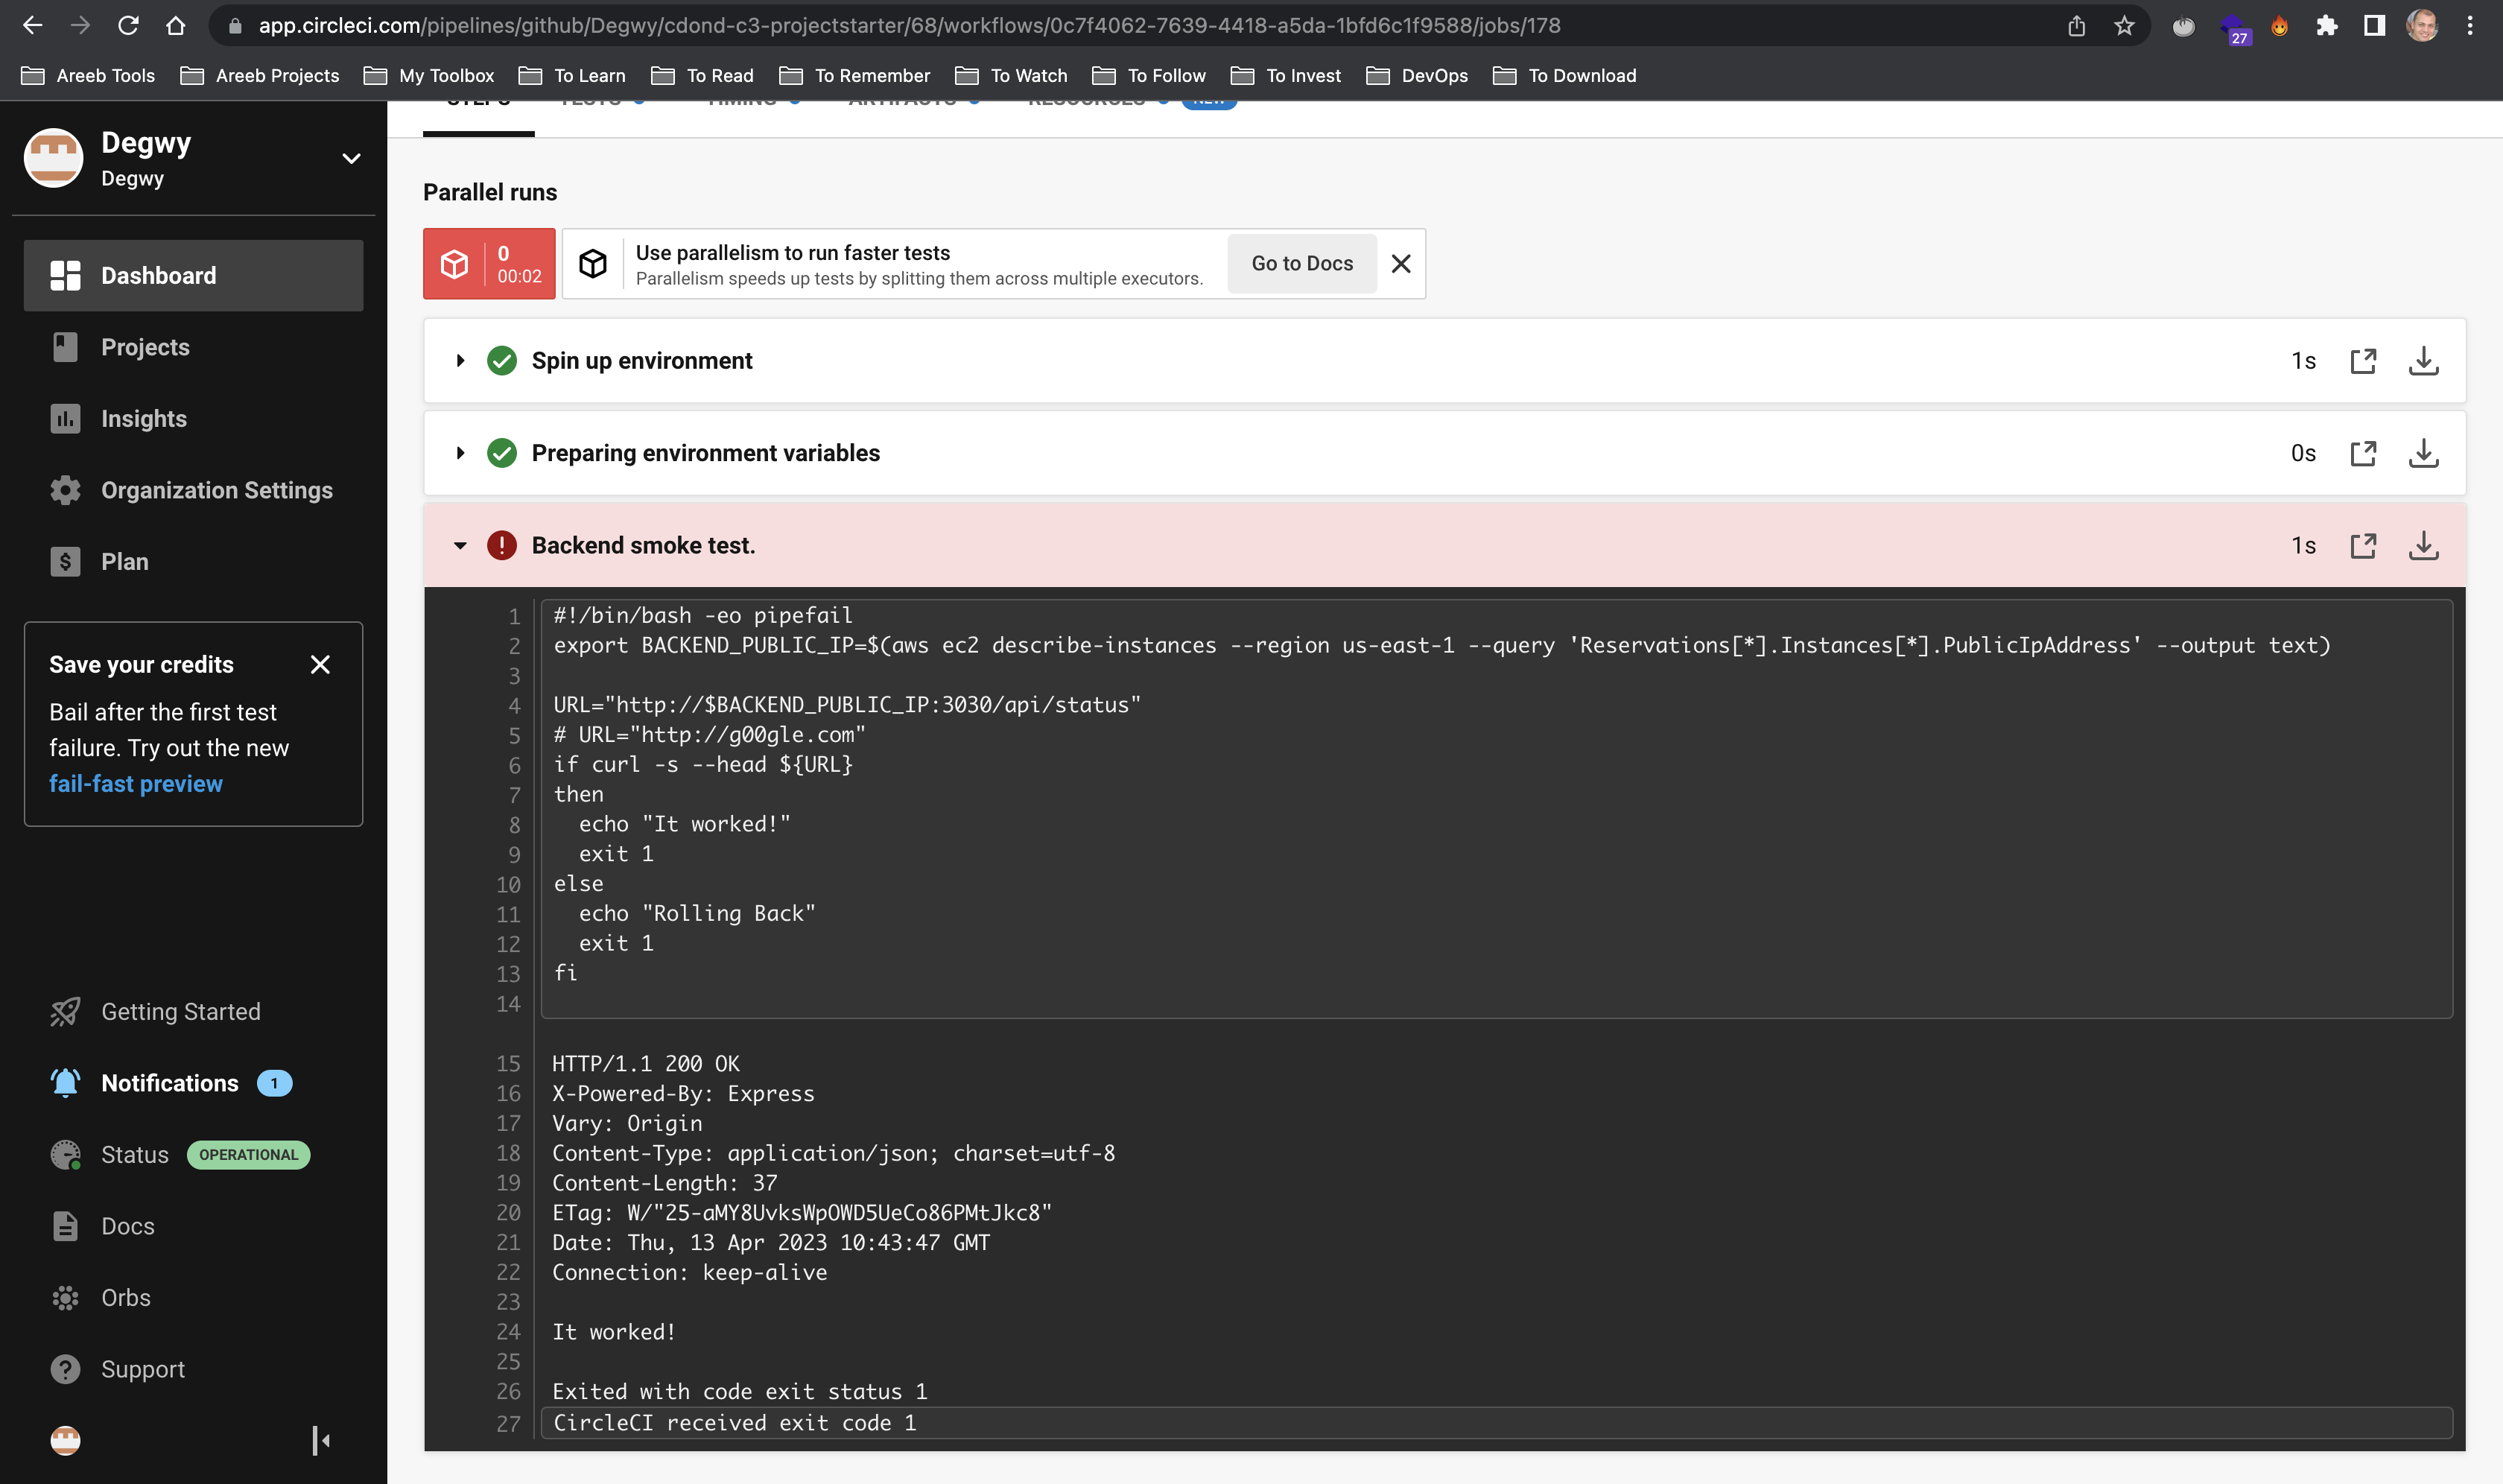 app.circleci.com/pipelines/github/Degwy/cdond-c3-projectstarter/68/workflows/0c7f4062-7639-4418-a5da-1bfd6c1f9588/jobs/178
27
Areeb Tools
Areeb Projects
My Toolbox
To Learn
To Read
To Remember
To Watch
To Follow
To Invest
DevOps
To Download
Degwy
Degwy
Dashboard
Projects
Insights
Organization Settings
Plan
Save your credits
Bail after the first test
failure. Try out the new
fail-fast preview
Getting Started
Notifications 1
Status OPERATIONAL
Docs
Orbs
Support
STEPS TESTS TIMING ARTIFACTS RESOURCES NEW
Parallel runs
0
00:02
Use parallelism to run faster tests
Parallelism speeds up tests by splitting them across multiple executors.
Go to Docs
Spin up environment 1s
Preparing environment variables 0s
Backend smoke test. 1s
1 #!/bin/bash -eo pipefail
2 export BACKEND_PUBLIC_IP=$(aws ec2 describe-instances --region us-east-1 --query 'Reservations[*].Instances[*].PublicIpAddress' --output text)
3
4 URL="http://$BACKEND_PUBLIC_IP:3030/api/status"
5 # URL="http://g00gle.com"
6 if curl -s --head ${URL}
7 then
8 echo "It worked!"
9 exit 1
10 else
11 echo "Rolling Back"
12 exit 1
13 fi
14
15 HTTP/1.1 200 OK
16 X-Powered-By: Express
17 Vary: Origin
18 Content-Type: application/json; charset=utf-8
19 Content-Length: 37
20 ETag: W/"25-aMY8UvksWpOWD5UeCo86PMtJkc8"
21 Date: Thu, 13 Apr 2023 10:43:47 GMT
22 Connection: keep-alive
23
24 It worked!
25
26 Exited with code exit status 1
27 CircleCI received exit code 1